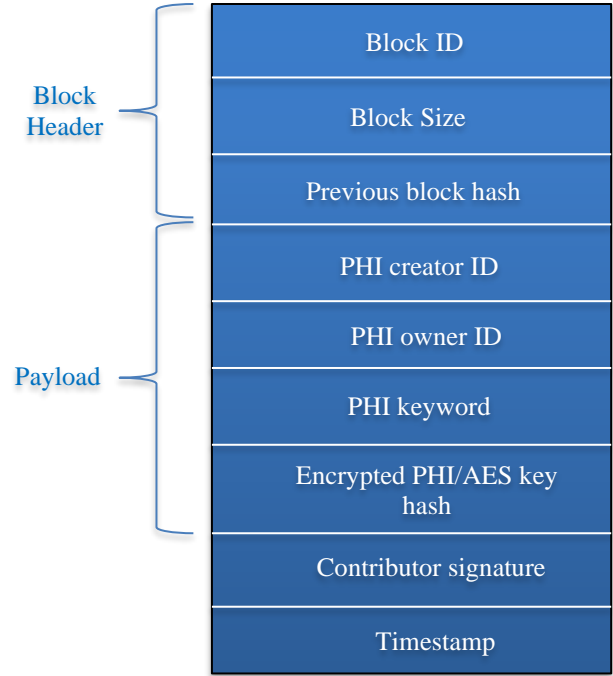 Block ID
Block
Header
Block Size
Previous block hash
PHI creator ID
PHI owner ID
Payload
PHI keyword
Encrypted PHI/AES key
hash
Contributor signature
Timestamp